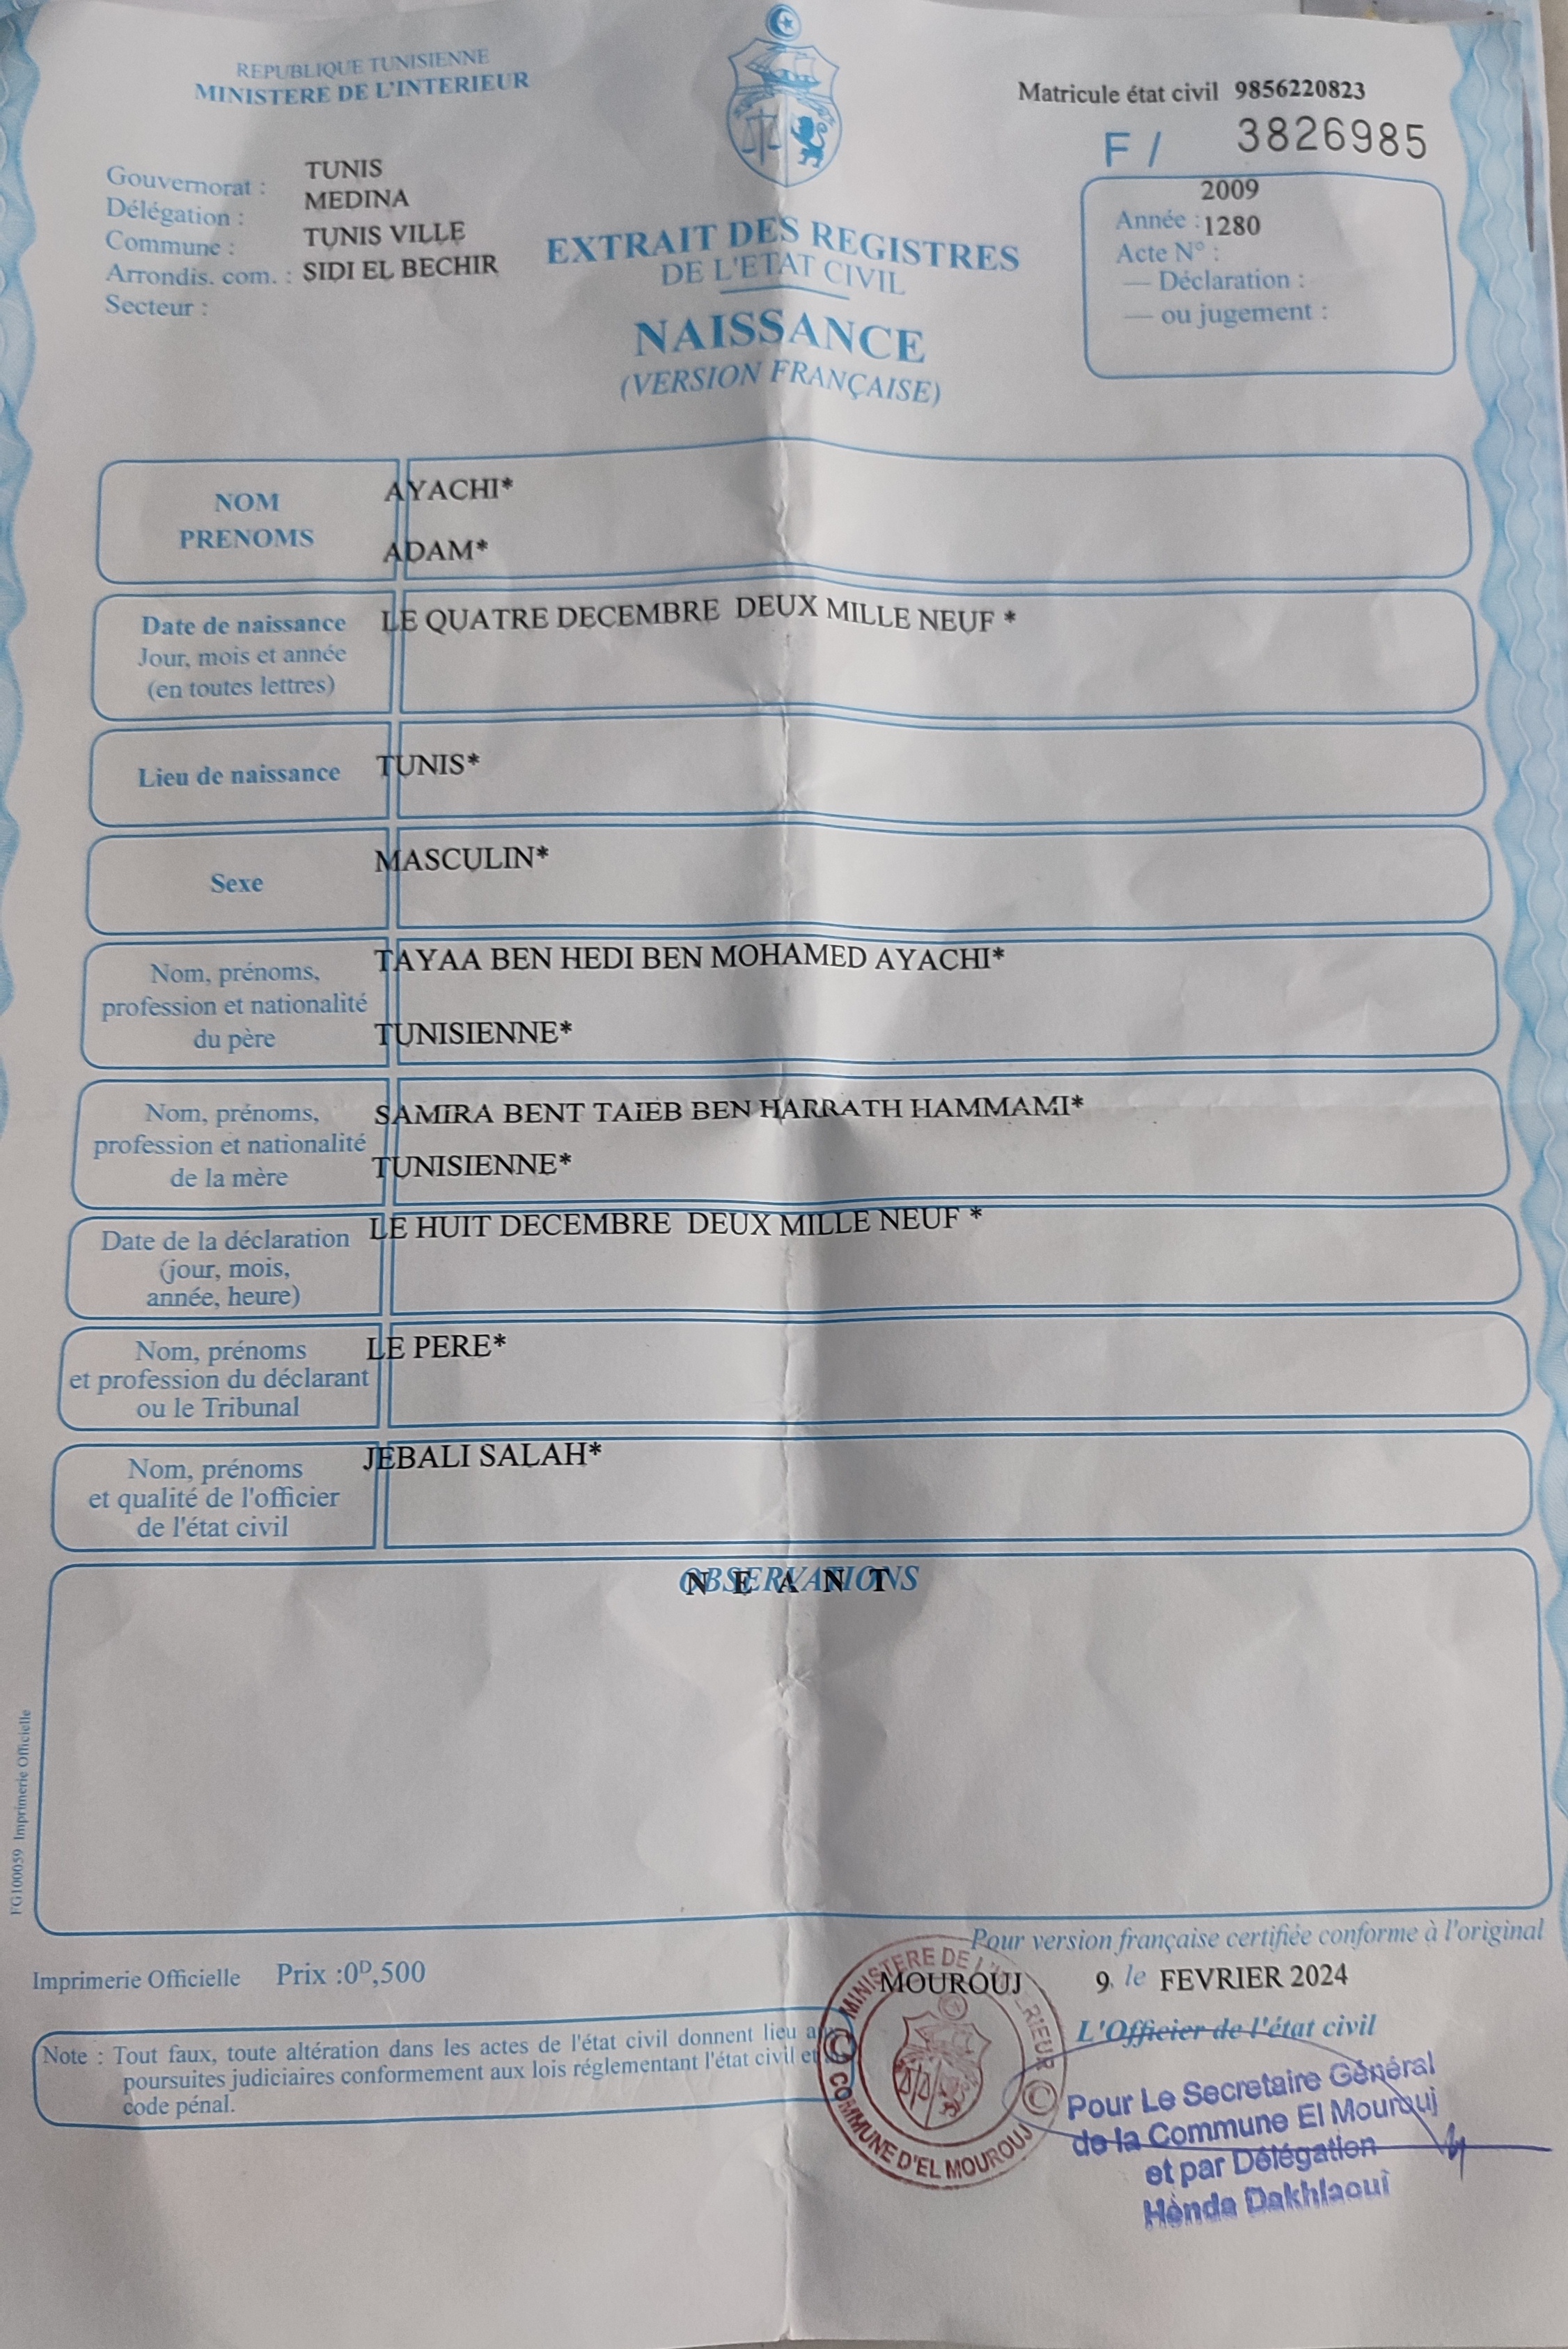 REPUBLIQUE TUNISIENNE
MINISTERE DE L'INTERIEUR
Matricule état civil 9856220823
F / 3826985
Gouvernorat : TUNIS
Délégation : MEDINA
Commune : TUNIS VILLE
Arrondis. com. : SIDI EL BECHIR
Secteur :
2009
Année : 1280
Acte N° :
— Déclaration :
— ou jugement :
EXTRAIT DES REGISTRES
DE L'ETAT CIVIL
NAISSANCE
(VERSION FRANÇAISE)
NOM AYACHI*
PRENOMS ADAM*
Date de naissance LE QUATRE DECEMBRE DEUX MILLE NEUF *
Jour, mois et année
(en toutes lettres)
Lieu de naissance TUNIS*
Sexe MASCULIN*
Nom, prénoms, TAYAA BEN HEDI BEN MOHAMED AYACHI*
profession et nationalité
du père TUNISIENNE*
Nom, prénoms, SAMIRA BENT TAIEB BEN HARRATH HAMMAMI*
profession et nationalité
de la mère TUNISIENNE*
Date de la déclaration LE HUIT DECEMBRE DEUX MILLE NEUF *
(jour, mois,
année, heure)
Nom, prénoms LE PERE*
et profession du déclarant
ou le Tribunal
Nom, prénoms JEBALI SALAH*
et qualité de l'officier
de l'état civil
OBSERVATIONS
N E A N T
FG100059 Imprimerie Officielle
Pour version française certifiée conforme à l'original
Imprimerie Officielle Prix :0D,500
MOUROUJ 9 le FEVRIER 2024
L'Officier de l'état civil
MINISTERE DE L'INTERIEUR
COMMUNE D'EL MOUROUJ
Note : Tout faux, toute altération dans les actes de l'état civil donnent lieu
poursuites judiciaires conformement aux lois réglementant l'état civil et
code pénal.
Pour Le Secretaire Général
de la Commune El Mourouj
et par Délégation
Henda Dakhlaoui